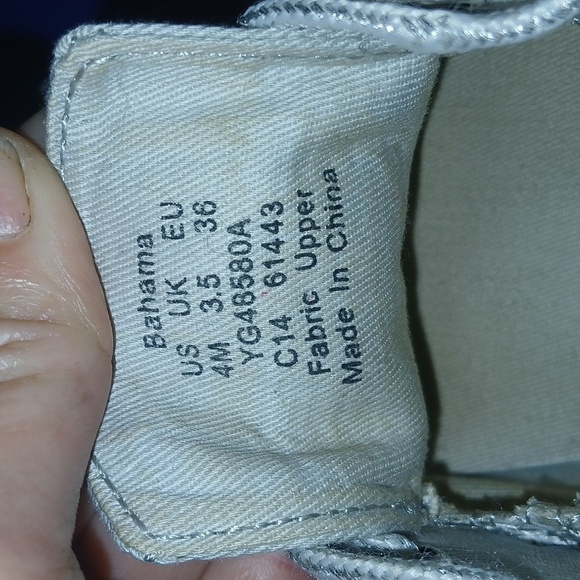 Bahama
US UK EU
4M 3.5 36
YG48580A
C14 61443
Fabric Upper
Made In China